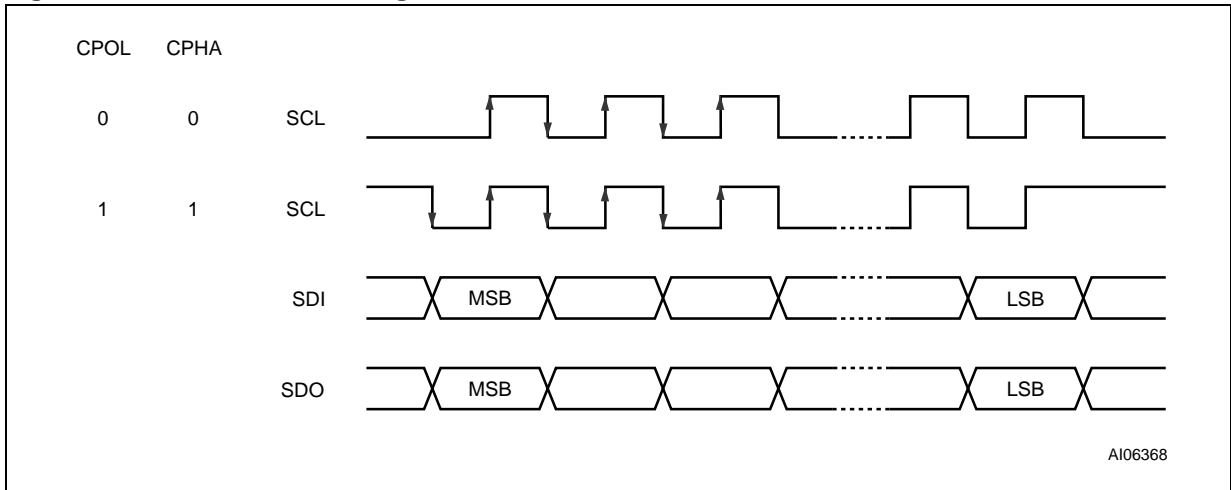 CPOL CPHA
0 0 SCL
1 1 SCL
SDI MSB LSB
SDO MSB LSB
AI06368